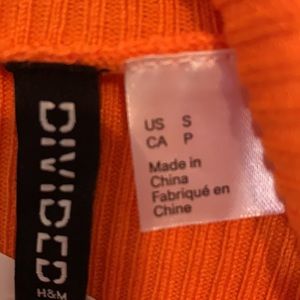 DIVIDED
H&M
US S
CA P
Made in
China
Fabriqué en
Chine